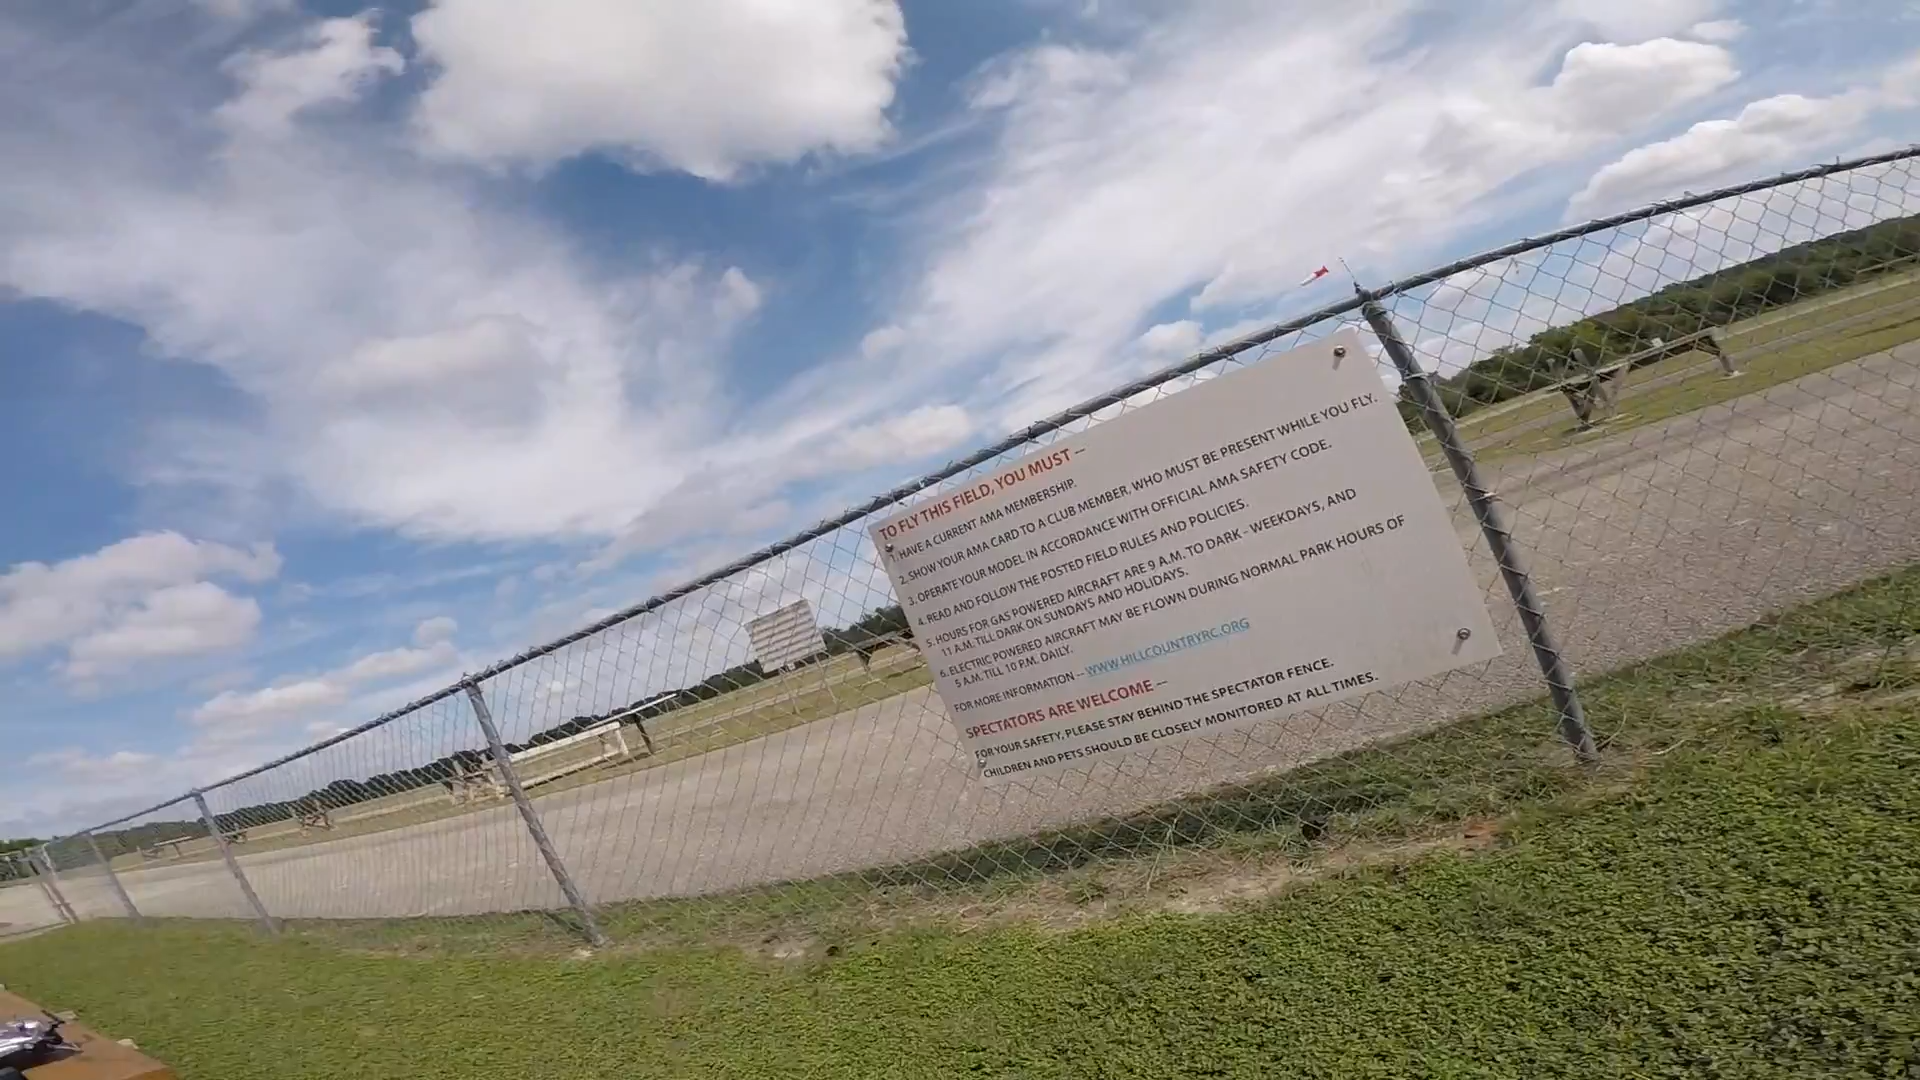 TO FLY THIS FIELD, YOU MUST —
1. HAVE A CURRENT AMA MEMBERSHIP.
2. SHOW YOUR AMA CARD TO A CLUB MEMBER, WHO MUST BE PRESENT WHILE YOU FLY.
3. OPERATE YOUR MODEL IN ACCORDANCE WITH OFFICIAL AMA SAFETY CODE.
4. READ AND FOLLOW THE POSTED FIELD RULES AND POLICIES.
5. HOURS FOR GAS POWERED AIRCRAFT ARE 9 A.M. TO DARK - WEEKDAYS, AND
11 A.M. TILL DARK ON SUNDAYS AND HOLIDAYS.
6. ELECTRIC POWERED AIRCRAFT MAY BE FLOWN DURING NORMAL PARK HOURS OF
5 A.M. TILL 10 P.M. DAILY.
FOR MORE INFORMATION — WWW.HILLCOUNTRYRC.ORG
SPECTATORS ARE WELCOME —
FOR YOUR SAFETY, PLEASE STAY BEHIND THE SPECTATOR FENCE.
CHILDREN AND PETS SHOULD BE CLOSELY MONITORED AT ALL TIMES.